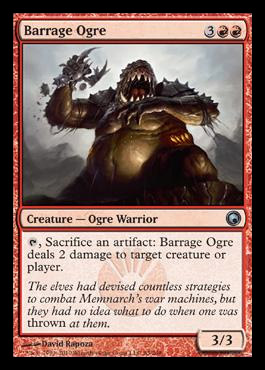 Barrage Ogre 3
Creature — Ogre Warrior
, Sacrifice an artifact: Barrage Ogre
deals 2 damage to target creature or
player.
The elves had devised countless strategies
to combat Memnarch's war machines, but
they had no idea what to do when one was
thrown at them.
David Rapoza
3/3